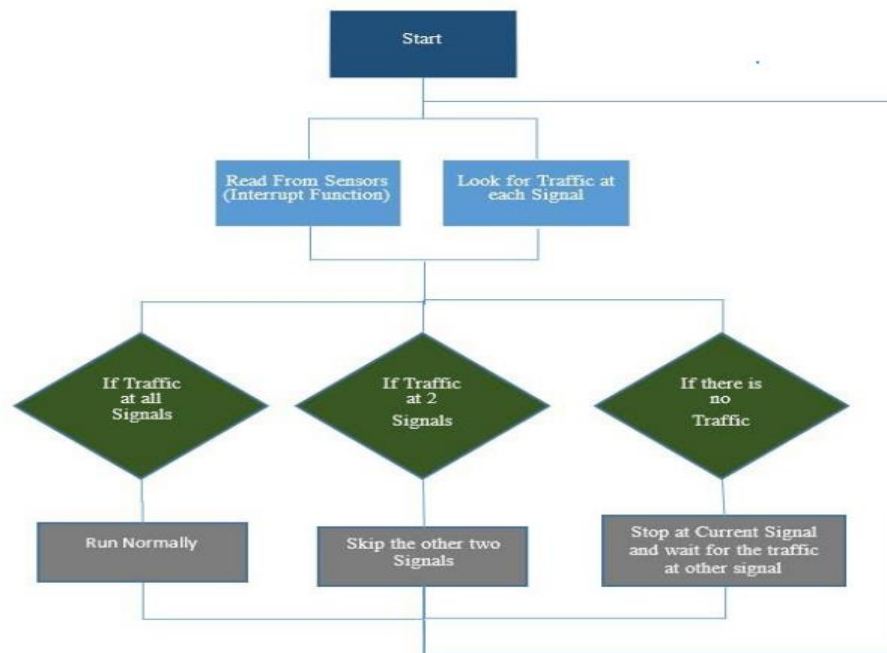 Start
Read From Sensors
(Interrupt Function)
Look for Traffic at
each Signal
If Traffic
at all
Signals
If Traffic
at 2
Signals
If there is
no
Traffic
Run Normally
Skip the other two
Signals
Stop at Current Signal
and wait for the traffic
at other signal